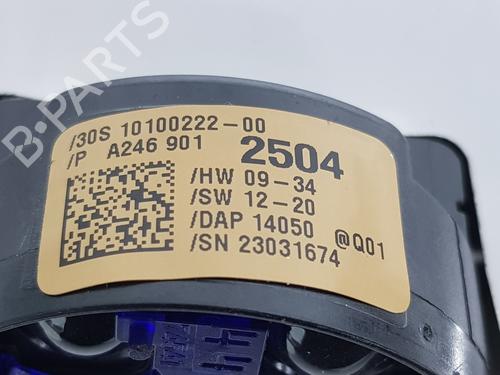 B-PARTS
/30S 10100222-00
/P A246 901 2504
/HW 09-34
/SW 12-20
/DAP 14050
/SN 23031674 @Q01